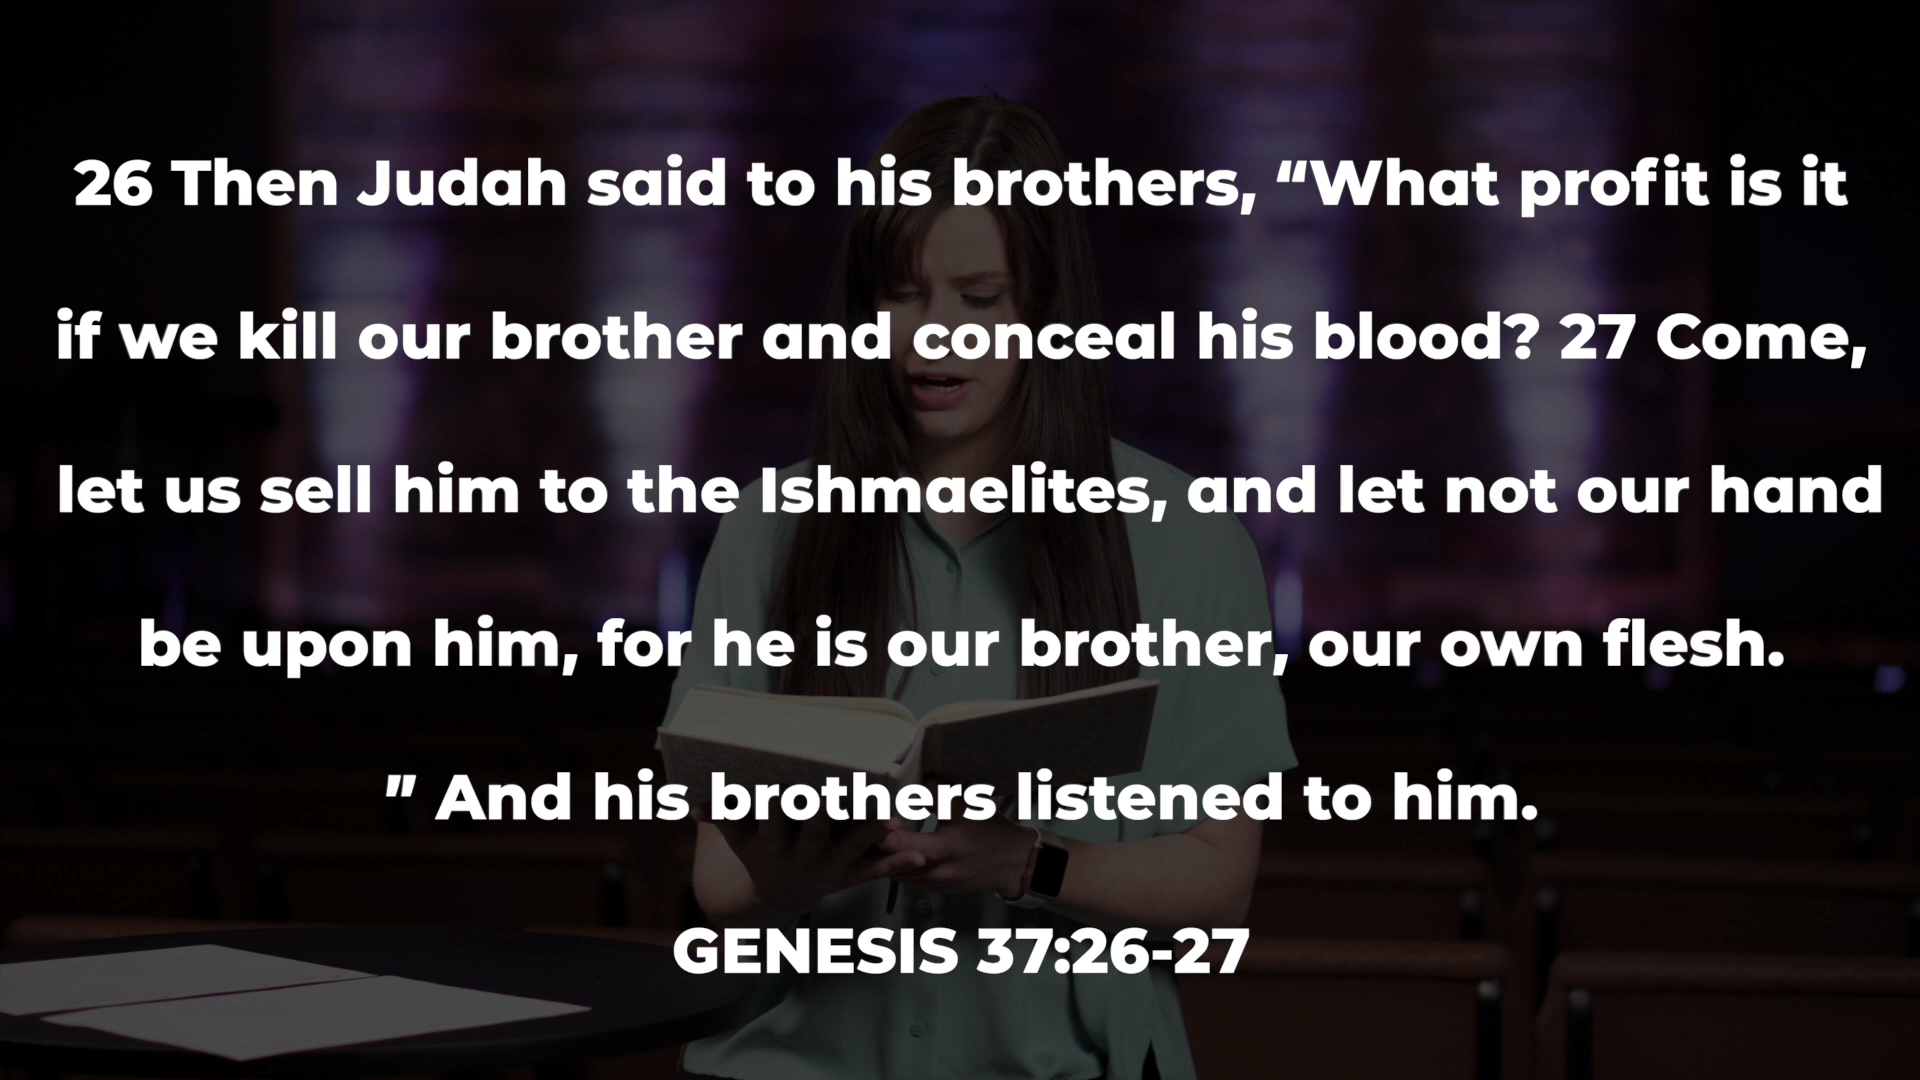 26 Then Judah said to his brothers, “What profit is it
if we kill our brother and conceal his blood? 27 Come,
let us sell him to the Ishmaelites, and let not our hand
be upon him, for he is our brother, our own flesh.
" And his brothers listened to him.
GENESIS 37:26-27